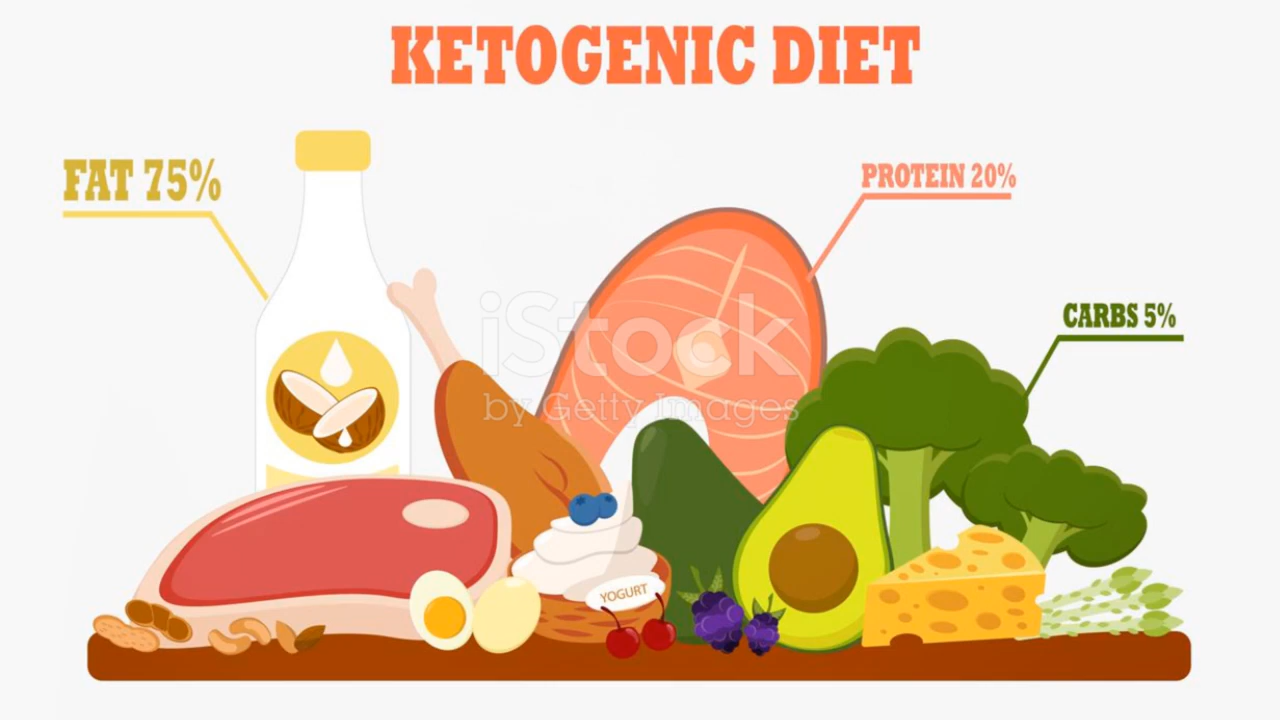 KETOGENIC DIET
FAT 75%
PROTEIN 20%
CARBS 5%
iStock
by Getty Images
YOGURT